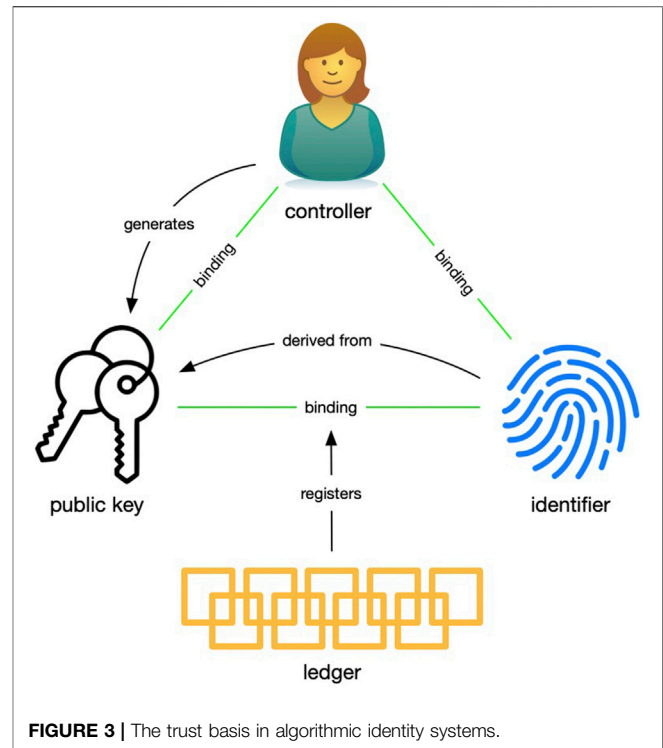 controller
generates
binding
binding
derived from
binding
public key
registers
identifier
ledger
FIGURE 3 | The trust basis in algorithmic identity systems.